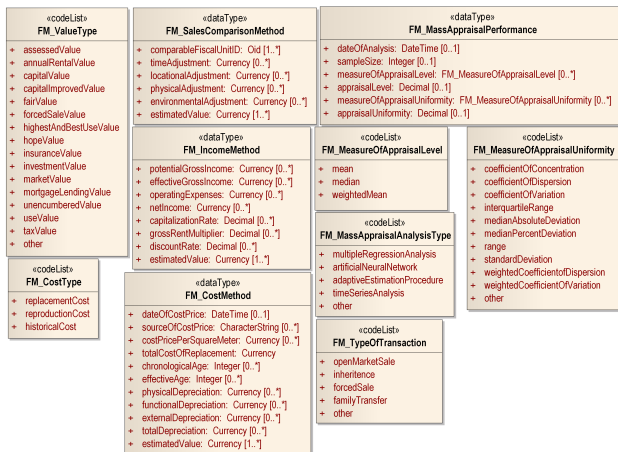 «codeList»
FM_ValueType
+ assessedValue
+ annualRentalValue
+ capitalValue
+ capitalImprovedValue
+ fairValue
+ forcedSaleValue
+ highestAndBestUseValue
+ hopeValue
+ insuranceValue
+ investmentValue
+ marketValue
+ mortgageLendingValue
+ unencumberedValue
+ useValue
+ taxValue
+ other
«codeList»
FM_CostType
+ replacementCost
+ reproductionCost
+ historicalCost
«dataType»
FM_SalesComparisonMethod
+ comparableFiscalUnitID: Oid [1..*]
+ timeAdjustment: Currency [0..*]
+ locationalAdjustment: Currency [0..*]
+ physicalAdjustment: Currency [0..*]
+ environmentalAdjustment: Currency [0..*]
+ estimatedValue: Currency [1..*]
«dataType»
FM_IncomeMethod
+ potentialGrossIncome: Currency [0..*]
+ effectiveGrossIncome: Currency [0..*]
+ operatingExpenses: Currency [0..*]
+ netIncome: Currency [0..*]
+ capitalizationRate: Decimal [0..*]
+ grossRentMultiplier: Decimal [0..*]
+ discountRate: Decimal [0..*]
+ estimatedValue: Currency [1..*]
«dataType»
FM_CostMethod
+ dateOfCostPrice: DateTime [0..1]
+ sourceOfCostPrice: CharacterString [0..*]
+ costPricePerSquareMeter: Currency [0..*]
+ totalCostOfReplacement: Currency
+ chronologicalAge: Integer [0..*]
+ effectiveAge: Integer [0..*]
+ physicalDepreciation: Currency [0..*]
+ functionalDepreciation: Currency [0..*]
+ externalDepreciation: Currency [0..*]
+ totalDepreciation: Currency [0..*]
+ estimatedValue: Currency [1..*]
«dataType»
FM_MassAppraisalPerformance
+ dateOfAnalysis: DateTime [0..1]
+ sampleSize: Integer [0..1]
+ measureOfAppraisalLevel: FM_MeasureOfAppraisalLevel [0..*]
+ appraisalLevel: Decimal [0..1]
+ measureOfAppraisalUniformity: FM_MeasureOfAppraisalUniformity [0..*]
+ appraisalUniformity: Decimal [0..1]
«codeList»
FM_MeasureOfAppraisalLevel
+ mean
+ median
+ weightedMean
«codeList»
FM_MassAppraisalAnalysisType
+ multipleRegressionAnalysis
+ artificialNeuralNetwork
+ adaptiveEstimationProcedure
+ timeSeriesAnalysis
+ other
«codeList»
FM_TypeOfTransaction
+ openMarketSale
+ inheritence
+ forcedSale
+ familyTransfer
+ other
«codeList»
FM_MeasureOfAppraisalUniformity
+ coefficientOfConcentration
+ coefficientOfDispersion
+ coefficientOfVariation
+ interquartileRange
+ medianAbsoluteDeviation
+ medianPercentDeviation
+ range
+ standardDeviation
+ weightedCoefficientofDispersion
+ weightedCoefficientOfVariation
+ other